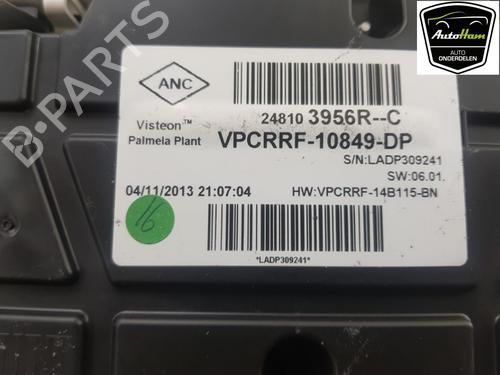 AutoHam
AUTO
ONDERDELEN
ANC
24810 3956R--C
Visteon™
Palmela Plant
VPCRRF-10849-DP
S/N:LADP309241
SW:06.01.
04/11/2013 21:07:04
HW:VPCRRF-14B115-BN
16
*LADP309241*
B-PARTS